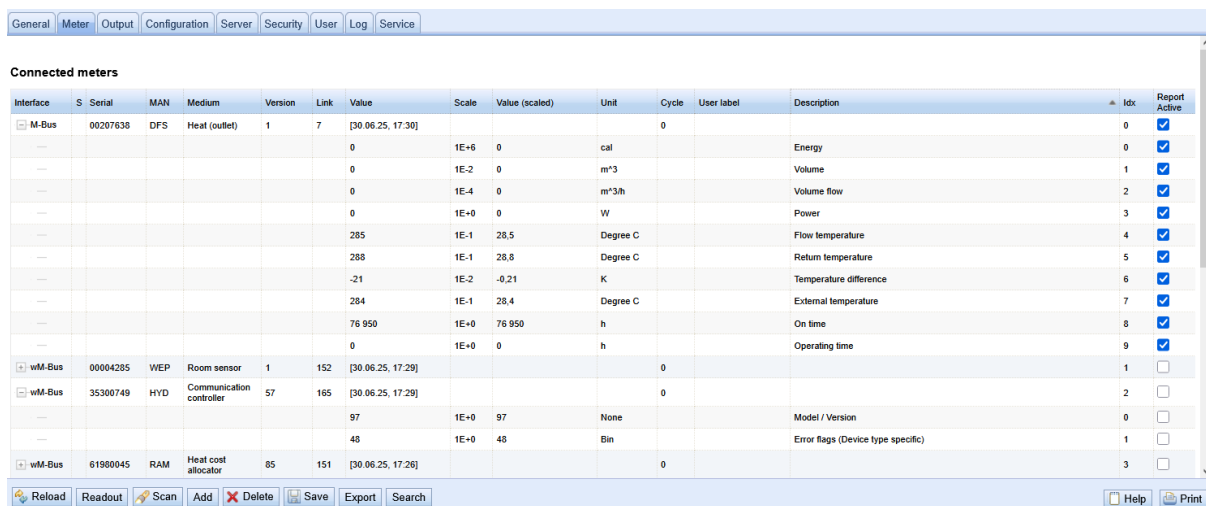 General Meter Output Configuration Server Security User Log Service
Connected meters
Interface S Serial MAN Medium Version Link Value Scale Value (scaled) Unit Cycle User label Description Idx Report Active
M-Bus 00207638 DFS Heat (outlet) 1 7 [30.06.25, 17:30] 0 0
0 1E+6 0 cal Energy 0
0 1E-2 0 m^3 Volume 1
0 1E-4 0 m^3/h Volume flow 2
0 1E+0 0 W Power 3
285 1E-1 28,5 Degree C Flow temperature 4
288 1E-1 28,8 Degree C Return temperature 5
-21 1E-2 -0,21 K Temperature difference 6
284 1E-1 28,4 Degree C External temperature 7
76 950 1E+0 76 950 h On time 8
0 1E+0 0 h Operating time 9
wM-Bus 00004285 WEP Room sensor 1 152 [30.06.25, 17:29] 0 1
wM-Bus 35300749 HYD Communication controller 57 165 [30.06.25, 17:29] 0 2
97 1E+0 97 None Model / Version 0
48 1E+0 48 Bin Error flags (Device type specific) 1
wM-Bus 61980045 RAM Heat cost allocator 85 151 [30.06.25, 17:26] 0 3
Reload Readout Scan Add Delete Save Export Search Help Print